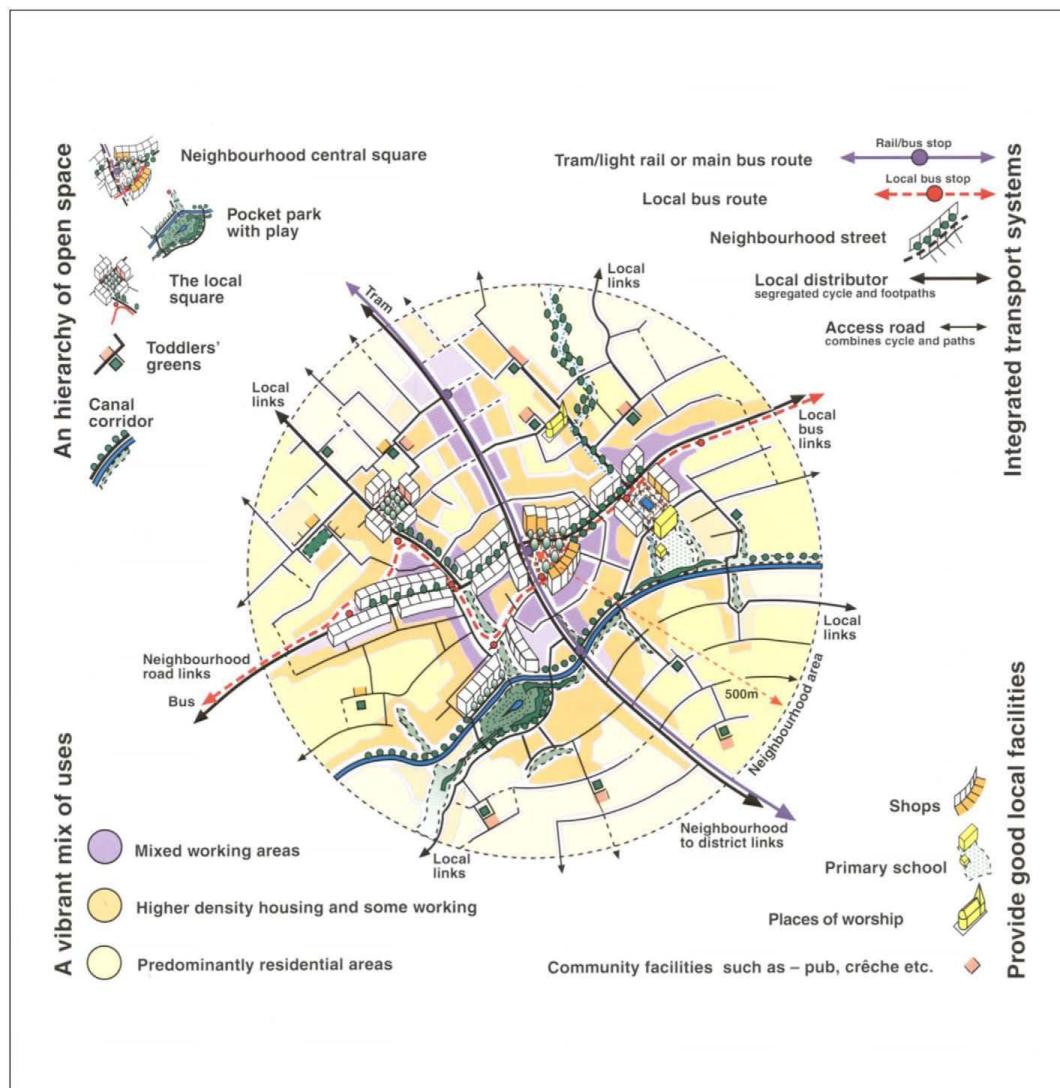 An hierarchy of open space
Neighbourhood central square
Pocket park
with play
The local
square
Toddlers'
greens
Canal
corridor
Integrated transport systems
Tram/light rail or main bus route
Rail/bus stop
Local bus route
Local bus stop
Neighbourhood street
Local distributor
segregated cycle and footpaths
Access road
combines cycle and paths
Tram
Local
links
Local
links
Local
bus
links
Local
links
Neighbourhood
road links
Bus
500m
Neighbourhood area
Neighbourhood
to district links
Local
links
A vibrant mix of uses
Mixed working areas
Higher density housing and some working
Predominantly residential areas
Provide good local facilities
Shops
Primary school
Places of worship
Community facilities such as – pub, crêche etc.